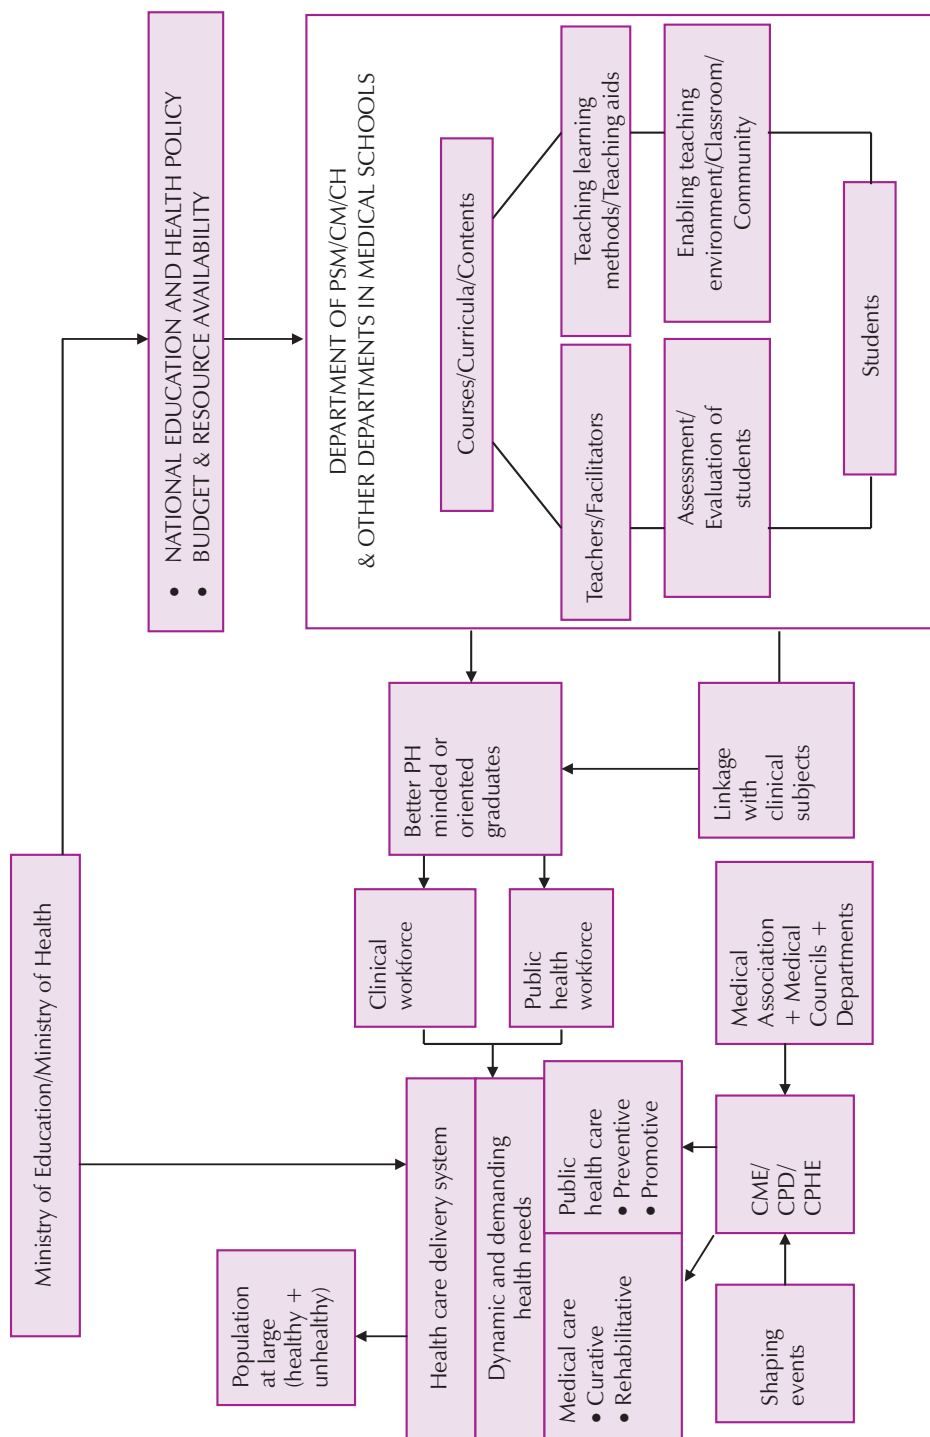 Ministry of Education/Ministry of Health
• NATIONAL EDUCATION AND HEALTH POLICY
• BUDGET & RESOURCE AVAILABILITY
Population
at large
(healthy +
unhealthy)
DEPARTMENT OF PSM/CM/CH
& OTHER DEPARTMENTS IN MEDICAL SCHOOLS
Health care delivery system
Dynamic and demanding
health needs
Medical care
• Curative
• Rehabilitative
Public
health care
• Preventive
• Promotive
Clinical
workforce
Public
health
workforce
Better PH
minded or
oriented
graduates
Courses/Curricula/Contents
Teachers/Facilitators
Teaching learning
methods/Teaching aids
Assessment/
Evaluation of
students
Enabling teaching
environment/Classroom/
Community
Students
Shaping
events
CME/
CPD/
CPHE
Medical
Association
+ Medical
Councils +
Departments
Linkage
with
clinical
subjects